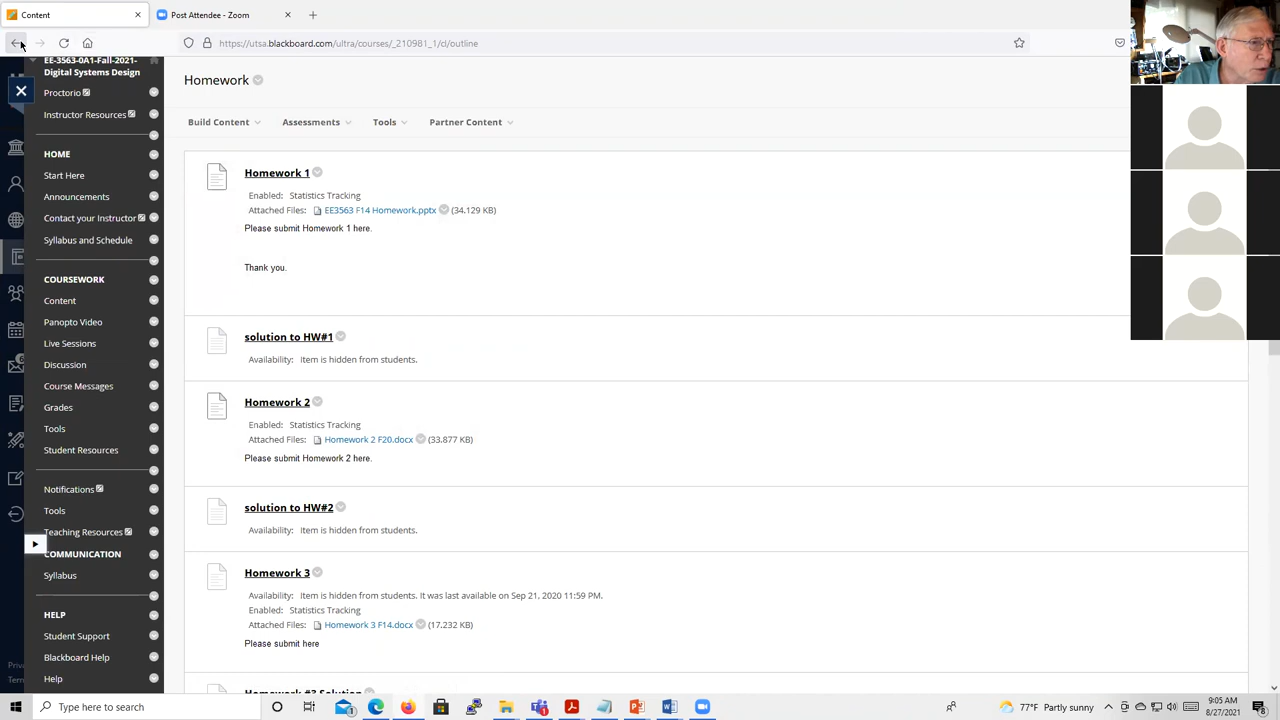 Content
Post Attendee - Zoom
https://utsa.blackboard.com/ultra/courses/_210981_1/cl/outline
EE-3563-0A1-Fall-2021-
Digital Systems Design
Proctorio
Instructor Resources
HOME
Start Here
Announcements
Contact your Instructor
Syllabus and Schedule
COURSEWORK
Content
Panopto Video
Live Sessions
Discussion
Course Messages
Grades
Tools
Student Resources
Notifications
Tools
Teaching Resources
COMMUNICATION
Syllabus
HELP
Student Support
Blackboard Help
Help
Priv
Term
Homework
Build Content
Assessments
Tools
Partner Content
Homework 1
Enabled: Statistics Tracking
Attached Files: EE3563 F14 Homework.pptx (34.129 KB)
Please submit Homework 1 here.
Thank you.
solution to HW#1
Availability: Item is hidden from students.
Homework 2
Enabled: Statistics Tracking
Attached Files: Homework 2 F20.docx (33.877 KB)
Please submit Homework 2 here.
solution to HW#2
Availability: Item is hidden from students.
Homework 3
Availability: Item is hidden from students. It was last available on Sep 21, 2020 11:59 PM.
Enabled: Statistics Tracking
Attached Files: Homework 3 F14.docx (17.232 KB)
Please submit here
Homework #3 Solution
Type here to search
77°F Partly sunny
9:05 AM
8/27/2021